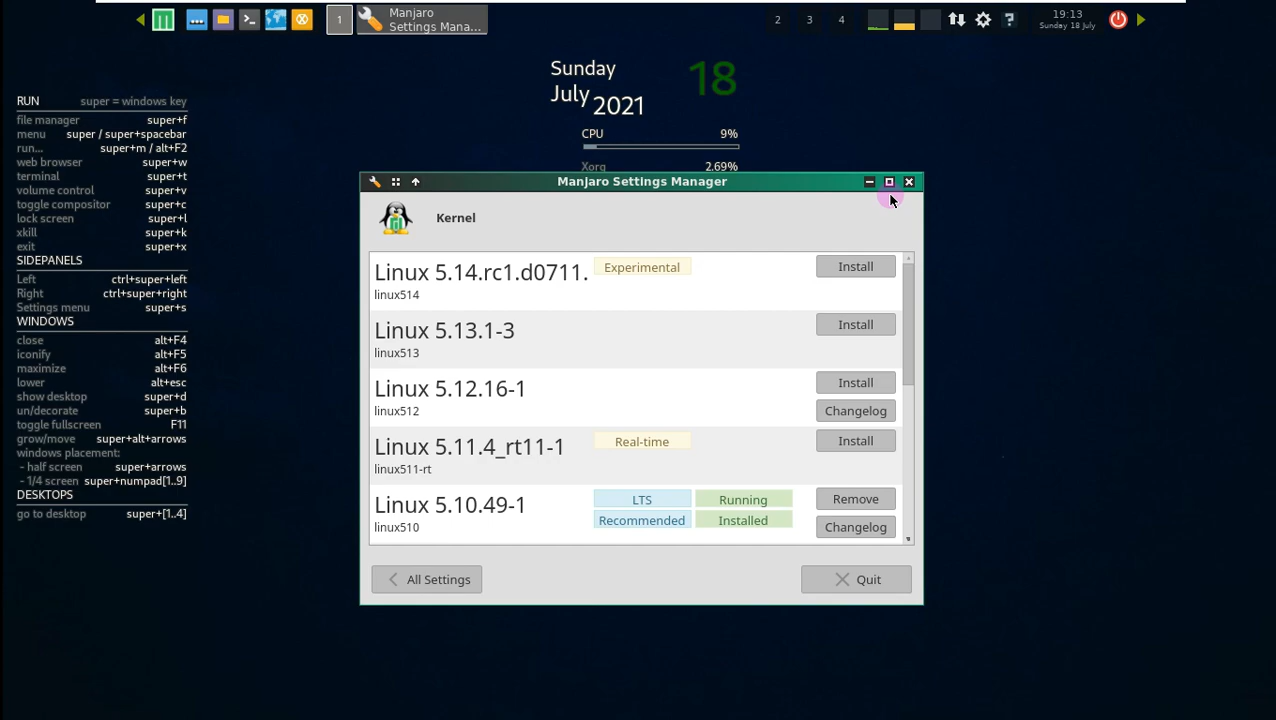 1
Manjaro
Settings Mana...
2
3
4
?
19:13
Sunday 18 July
Sunday
July 2021
18
CPU 9%
Xorg 2.69%
RUN super = windows key
file manager super+f
menu super / super+spacebar
run... super+m / alt+F2
web browser super+w
terminal super+t
volume control super+v
toggle compositor super+c
lock screen super+l
xkill super+k
exit super+x
SIDEPANELS
Left ctrl+super+left
Right ctrl+super+right
Settings menu super+s
WINDOWS
close alt+F4
iconify alt+F5
maximize alt+F6
lower alt+esc
show desktop super+d
un/decorate super+b
toggle fullscreen F11
grow/move super+alt+arrows
windows placement:
- half screen super+arrows
- 1/4 screen super+numpad[1..9]
DESKTOPS
go to desktop super+[1..4]
Manjaro Settings Manager
Kernel
Linux 5.14.rc1.d0711. Experimental Install
linux514
Linux 5.13.1-3 Install
linux513
Linux 5.12.16-1 Install
linux512 Changelog
Linux 5.11.4_rt11-1 Real-time Install
linux511-rt
Linux 5.10.49-1 LTS Running Remove
linux510 Recommended Installed Changelog
All Settings
Quit